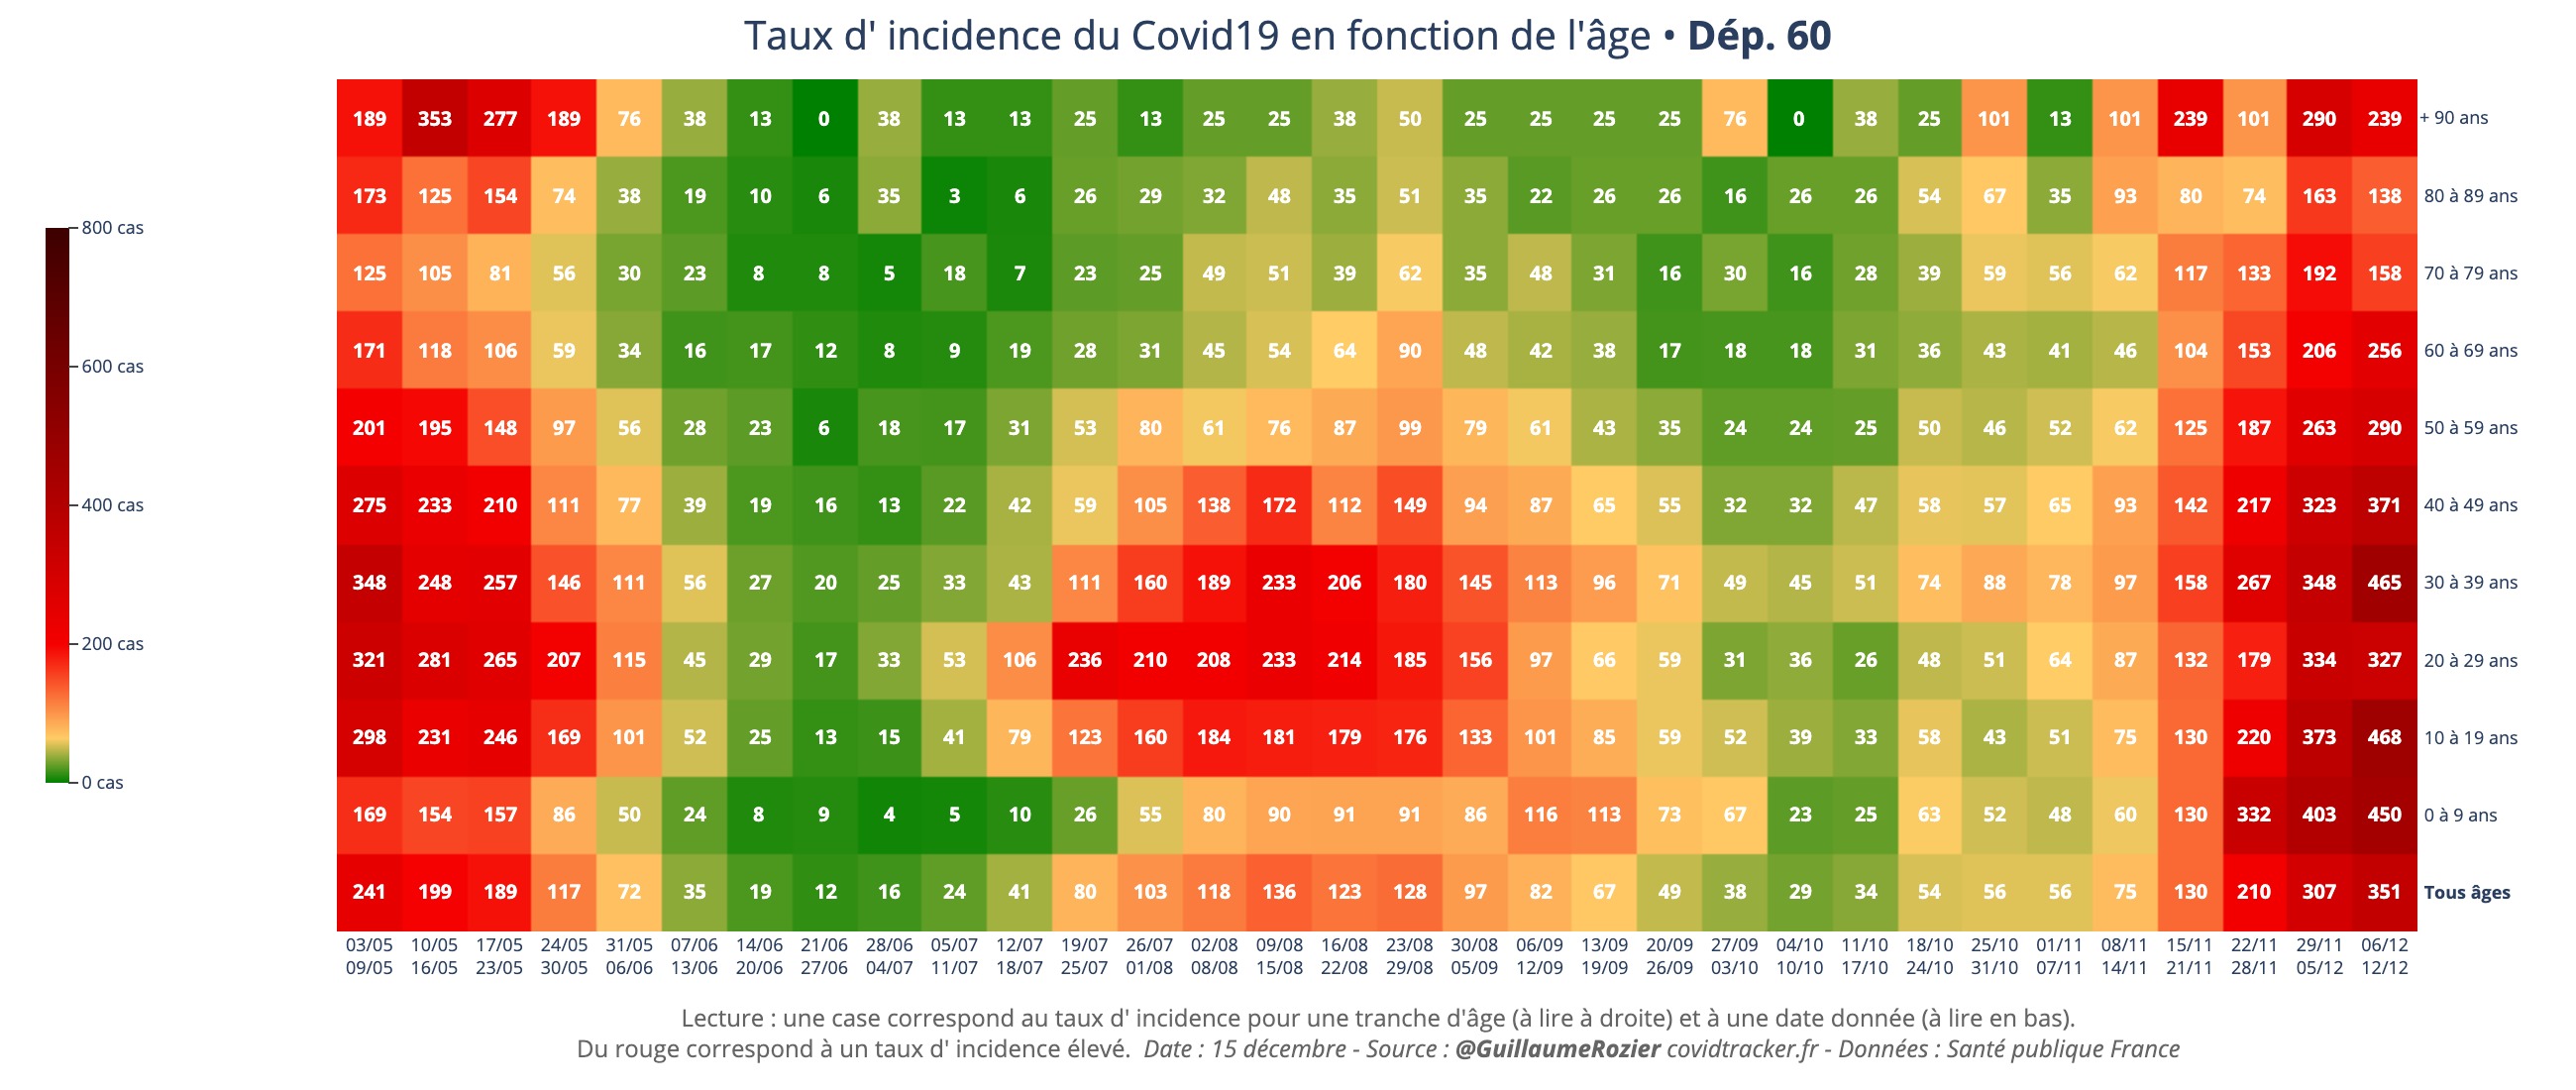 Taux d' incidence du Covid19 en fonction de l'âge • Dép. 60
189 353 277 189 76 38 13 0 38 13 13 25 13 25 25 38 50 25 25 25 25 76 0 38 25 101 13 101 239 101 290 239 + 90 ans
173 125 154 74 38 19 10 6 35 3 6 26 29 32 48 35 51 35 22 26 26 16 26 26 54 67 35 93 80 74 163 138 80 à 89 ans
800 cas
125 105 81 56 30 23 8 8 5 18 7 23 25 49 51 39 62 35 48 31 16 30 16 28 39 59 56 62 117 133 192 158 70 à 79 ans
171 118 106 59 34 16 17 12 8 9 19 28 31 45 54 64 90 48 42 38 17 18 18 31 36 43 41 46 104 153 206 256 60 à 69 ans
600 cas
201 195 148 97 56 28 23 6 18 17 31 53 80 61 76 87 99 79 61 43 35 24 24 25 50 46 52 62 125 187 263 290 50 à 59 ans
400 cas
275 233 210 111 77 39 19 16 13 22 42 59 105 138 172 112 149 94 87 65 55 32 32 47 58 57 65 93 142 217 323 371 40 à 49 ans
348 248 257 146 111 56 27 20 25 33 43 111 160 189 233 206 180 145 113 96 71 49 45 51 74 88 78 97 158 267 348 465 30 à 39 ans
200 cas
321 281 265 207 115 45 29 17 33 53 106 236 210 208 233 214 185 156 97 66 59 31 36 26 48 51 64 87 132 179 334 327 20 à 29 ans
298 231 246 169 101 52 25 13 15 41 79 123 160 184 181 179 176 133 101 85 59 52 39 33 58 43 51 75 130 220 373 468 10 à 19 ans
0 cas
169 154 157 86 50 24 8 9 4 5 10 26 55 80 90 91 91 86 116 113 73 67 23 25 63 52 48 60 130 332 403 450 0 à 9 ans
241 199 189 117 72 35 19 12 16 24 41 80 103 118 136 123 128 97 82 67 49 38 29 34 54 56 56 75 130 210 307 351 Tous âges
03/05 10/05 17/05 24/05 31/05 07/06 14/06 21/06 28/06 05/07 12/07 19/07 26/07 02/08 09/08 16/08 23/08 30/08 06/09 13/09 20/09 27/09 04/10 11/10 18/10 25/10 01/11 08/11 15/11 22/11 29/11 06/12
09/05 16/05 23/05 30/05 06/06 13/06 20/06 27/06 04/07 11/07 18/07 25/07 01/08 08/08 15/08 22/08 29/08 05/09 12/09 19/09 26/09 03/10 10/10 17/10 24/10 31/10 07/11 14/11 21/11 28/11 05/12 12/12
Lecture : une case correspond au taux d' incidence pour une tranche d'âge (à lire à droite) et à une date donnée (à lire en bas).
Du rouge correspond à un taux d' incidence élevé. Date : 15 décembre - Source : @GuillaumeRozier covidtracker.fr - Données : Santé publique France